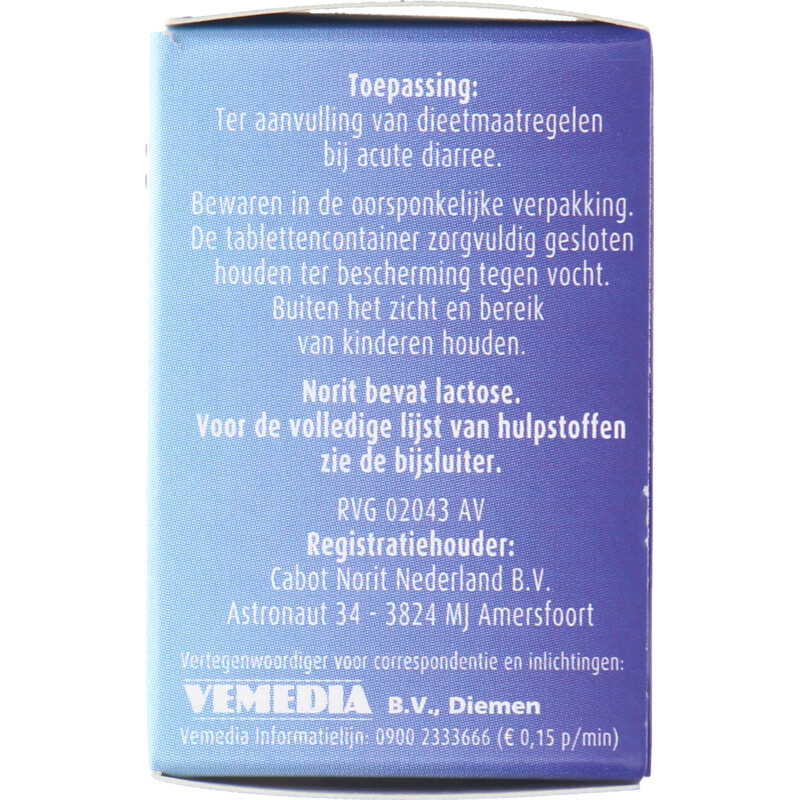 Toepassing:
Ter aanvulling van dieetmaatregelen
bij acute diarree.
Bewaren in de oorsponkelijke verpakking.
De tablettencontainer zorgvuldig gesloten
houden ter bescherming tegen vocht.
Buiten het zicht en bereik
van kinderen houden.
Norit bevat lactose.
Voor de volledige lijst van hulpstoffen
zie de bijsluiter.
RVG 02043 AV
Registratiehouder:
Cabot Norit Nederland B.V.
Astronaut 34 - 3824 MJ Amersfoort
Vertegenwoordiger voor correspondentie en inlichtingen:
VEMEDIA B.V., Diemen
Vemedia Informatielijn: 0900 2333666 (€ 0,15 p/min)